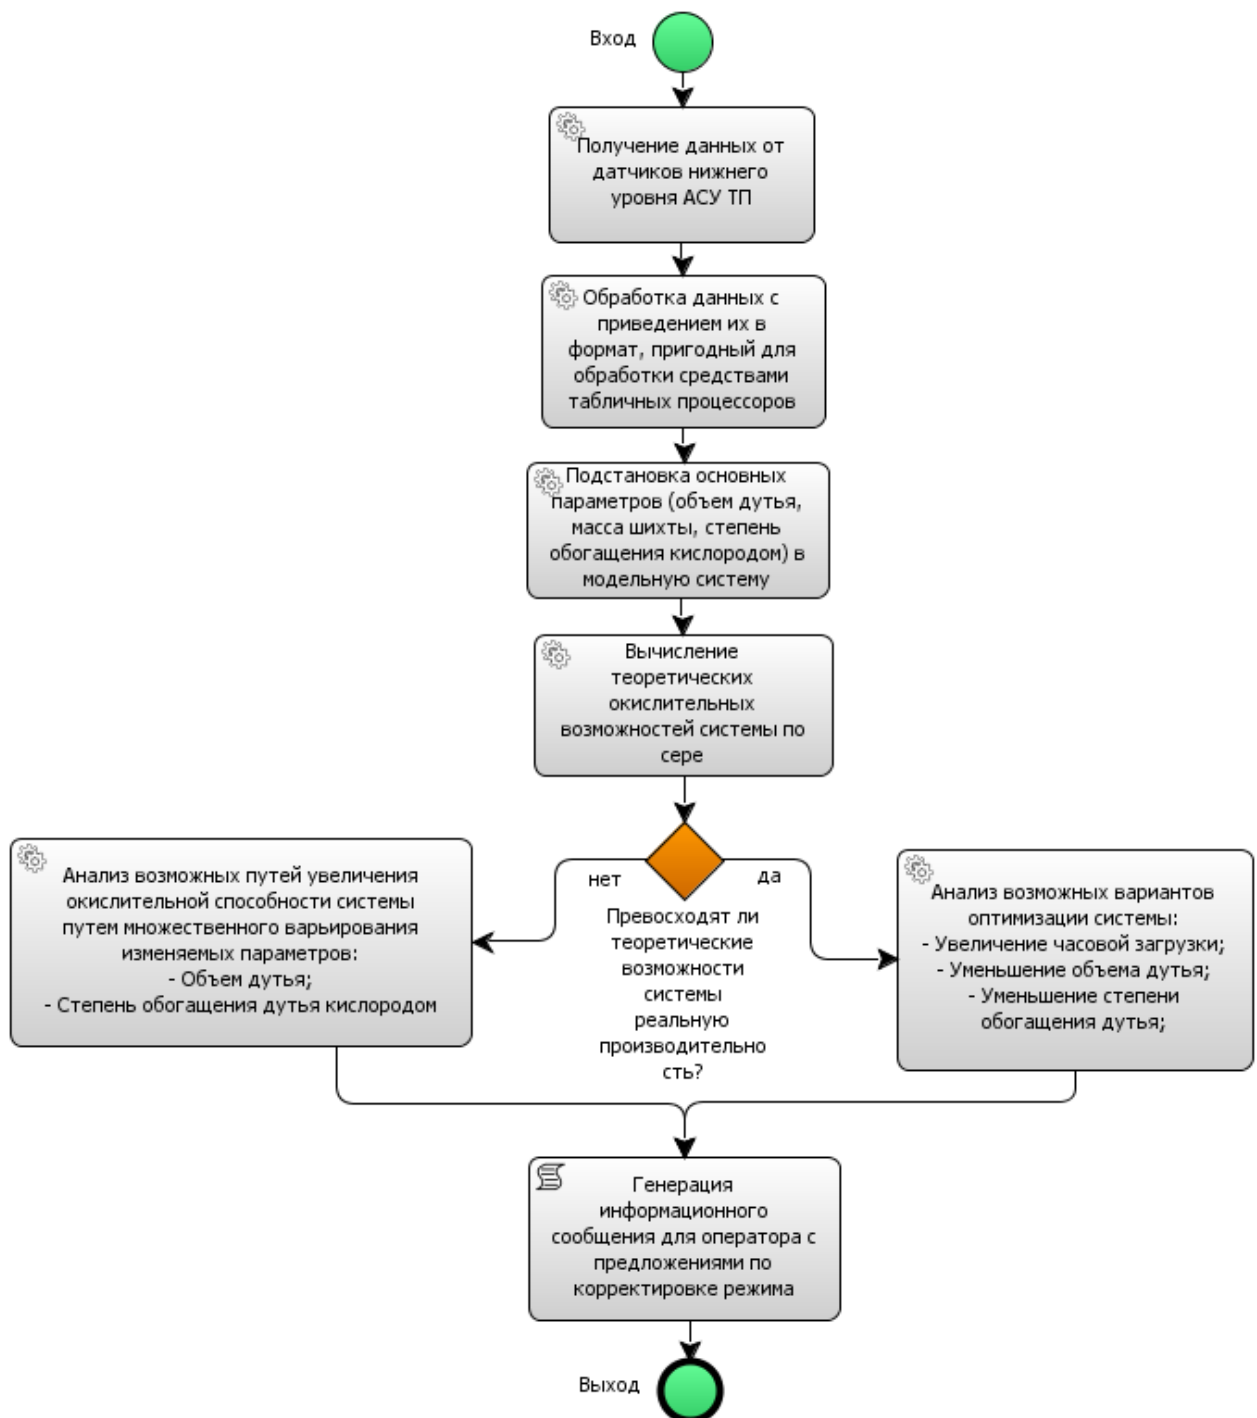 Вход
Получение данных от
датчиков нижнего
уровня АСУ ТП
Обработка данных с
приведением их в
формат, пригодный для
обработки средствами
табличных процессоров
Подстановка основных
параметров (объем дутья,
масса шихты, степень
обогащения кислородом) в
модельную систему
Вычисление
теоретических
окислительных
возможностей системы по
сере
нет
да
Превосходят ли
теоретические
возможности
системы
реальную
производительно
сть?
Анализ возможных путей увеличения
окислительной способности системы
путем множественного варьирования
изменяемых параметров:
- Объем дутья;
- Степень обогащения дутья кислородом
Анализ возможных вариантов
оптимизации системы:
- Увеличение часовой загрузки;
- Уменьшение объема дутья;
- Уменьшение степени
обогащения дутья;
Генерация
информационного
сообщения для оператора с
предложениями по
корректировке режима
Выход